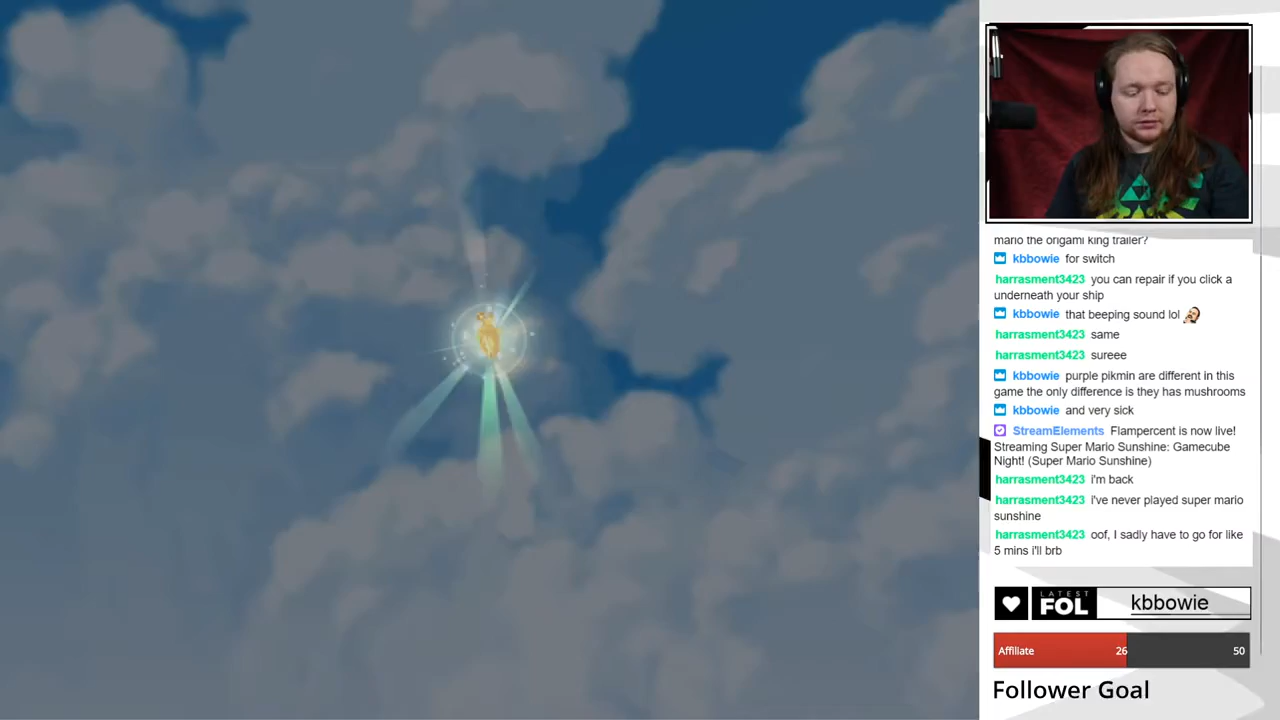 mario the origami king trailer?
kbbowie for switch
harrasment3423 you can repair if you click a
underneath your ship
kbbowie that beeping sound lol
harrasment3423 same
harrasment3423 sureee
kbbowie purple pikmin are different in this
game the only difference is they has mushrooms
kbbowie and very sick
StreamElements Flampercent is now live!
Streaming Super Mario Sunshine: Gamecube
Night! (Super Mario Sunshine)
harrasment3423 i'm back
harrasment3423 i've never played super mario
sunshine
harrasment3423 oof, I sadly have to go for like
5 mins i'll brb
LATEST
FOL
kbbowie
Affiliate 26 50
Follower Goal